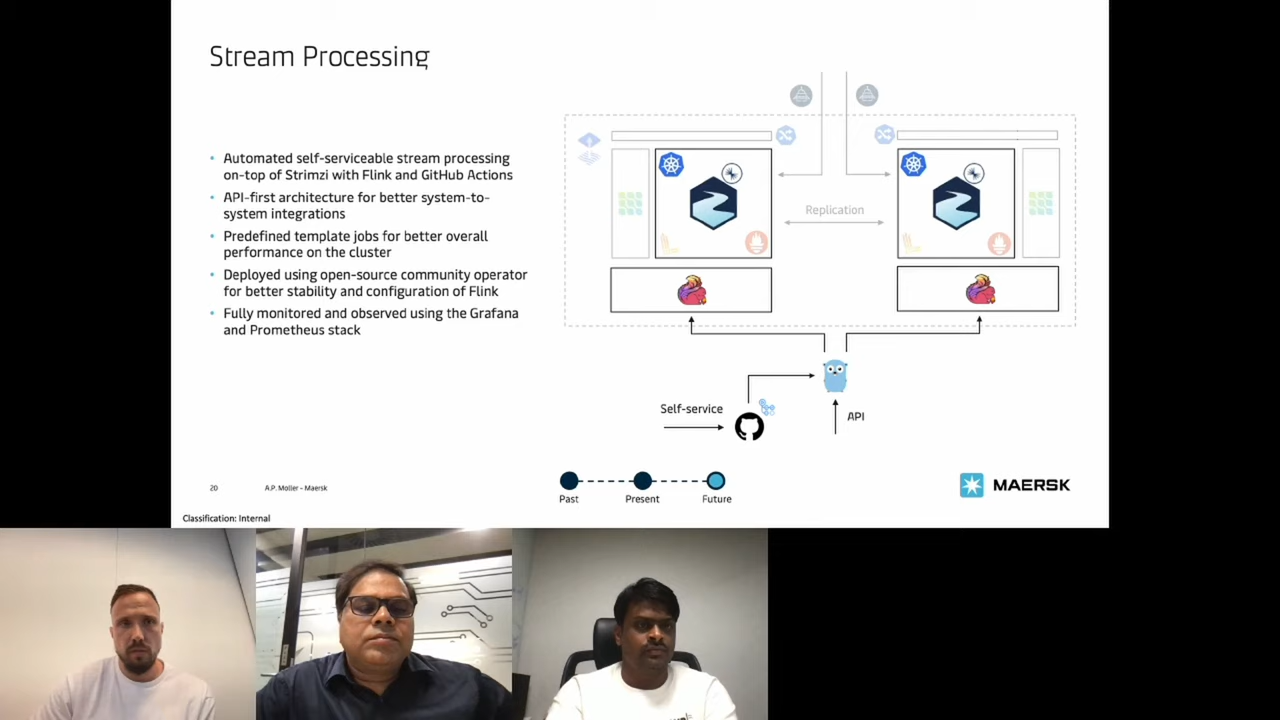 Stream Processing
• Automated self-serviceable stream processing
on-top of Strimzi with Flink and GitHub Actions
• API-first architecture for better system-to-
system integrations
• Predefined template jobs for better overall
performance on the cluster
• Deployed using open-source community operator
for better stability and configuration of Flink
• Fully monitored and observed using the Grafana
and Prometheus stack
Replication
Self-service
API
Past
Present
Future
20
A.P. Moller - Maersk
MAERSK
Classification: Internal